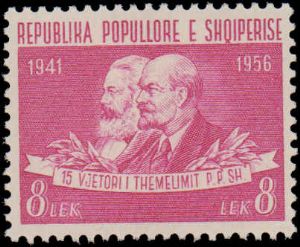 REPUBLIKA POPULLORE E SHQIPERISE
1941 1956
15 VJETORI I THEMELIMIT P.P.SH.
8 LEK LEK 8